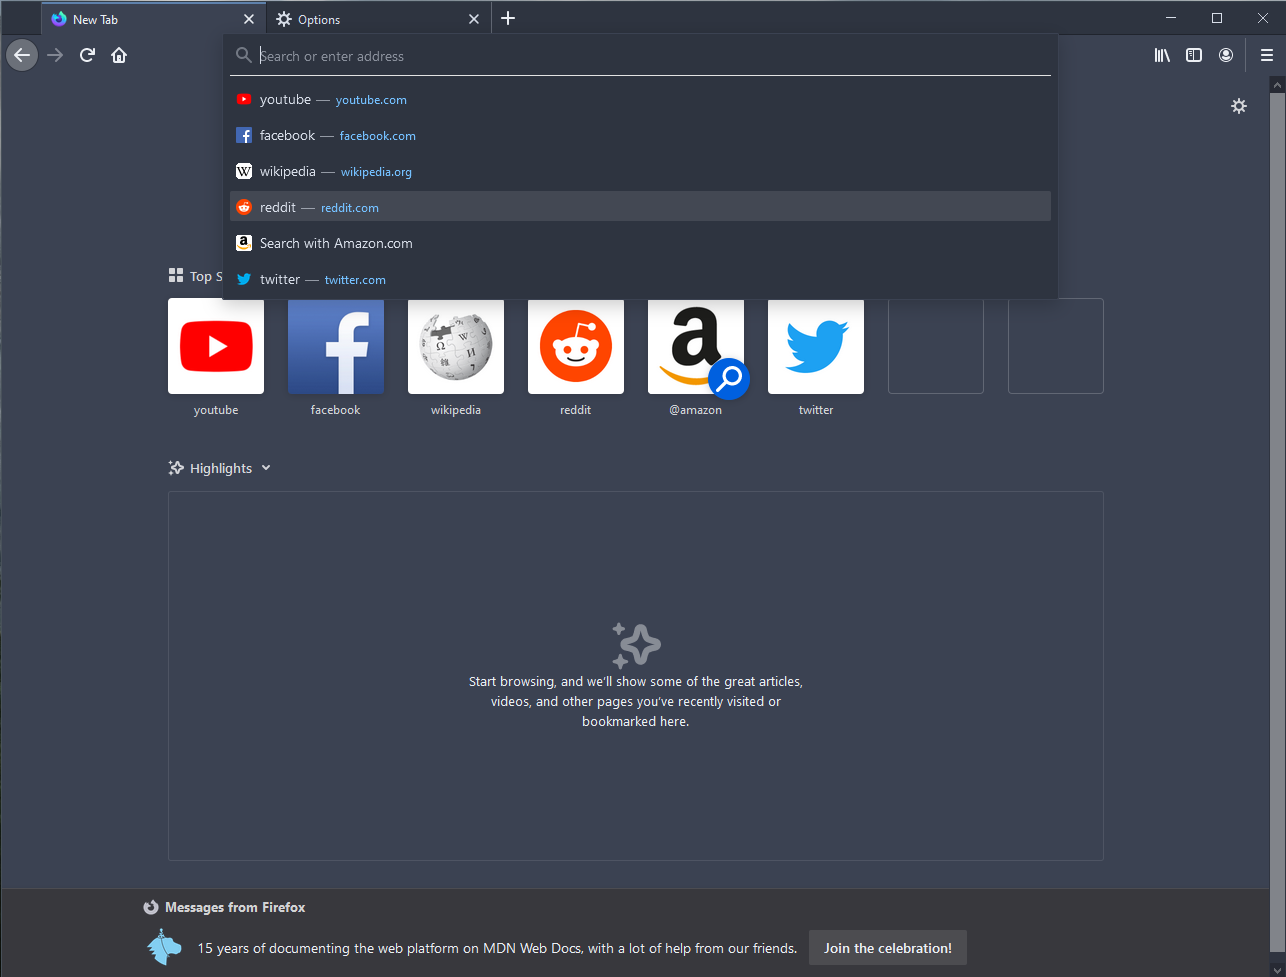 New Tab
Options
Search or enter address
youtube — youtube.com
facebook — facebook.com
wikipedia — wikipedia.org
reddit — reddit.com
Search with Amazon.com
twitter — twitter.com
Top S
youtube
facebook
wikipedia
reddit
@amazon
twitter
Highlights
Start browsing, and we'll show some of the great articles,
videos, and other pages you've recently visited or
bookmarked here.
Messages from Firefox
15 years of documenting the web platform on MDN Web Docs, with a lot of help from our friends.
Join the celebration!